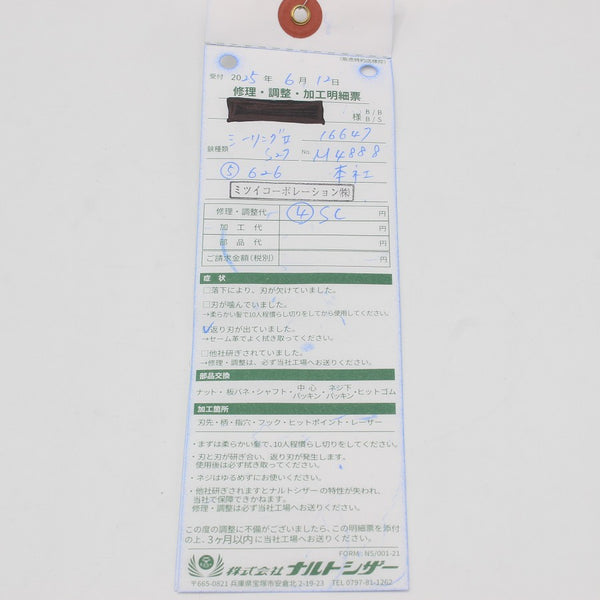 (販売特約店様控)
受付 2025年 6月 12日
修理・調整・加工明細票
様 B/B B/S
シーリングⅡ 16647
鋏種類 527 No. M4888
⑤ 626 本社
ミツイコーポレーション㈱
修理・調整代 ④SC 円
加工代 円
部品代 円
ご請求金額(税別) 円
症状
□落下により、刃が欠けていました。
□刃が噛んでいました。
→柔らかい髪で10人程慣らし切りをしてから使用してください。
☑返り刃が出ていました。
→セーム革でよく拭き取ってください。
□他社研ぎされていました。
→修理・調整は、必ず当社工場へお送りください。
部品交換
ナット・板バネ・シャフト・中心パッキン・ネジ下パッキン・ヒットゴム
加工箇所
刃先・柄・指穴・フック・ヒットポイント・レーザー
・まずは柔らかい髪で、10人程慣らし切りをしてください。
・刃と刃が研ぎ合い、返り刃が発生します。
使用後は必ず拭き取ってください。
・ネジはゆるめずにお使いください。
・他社研ぎされますとナルトシザーの特性が失われ、
当社で保障できかねます。
修理・調整は必ず当社工場へお送りください。
この度の調整に不備がございましたら、この明細票を添付
の上、3ヶ月以内に当社工場へお送りください。
FORM: NS/001-21
株式会社ナルトシザー
〒665-0821 兵庫県宝塚市安倉北2-19-23 TEL 0797-81-1262